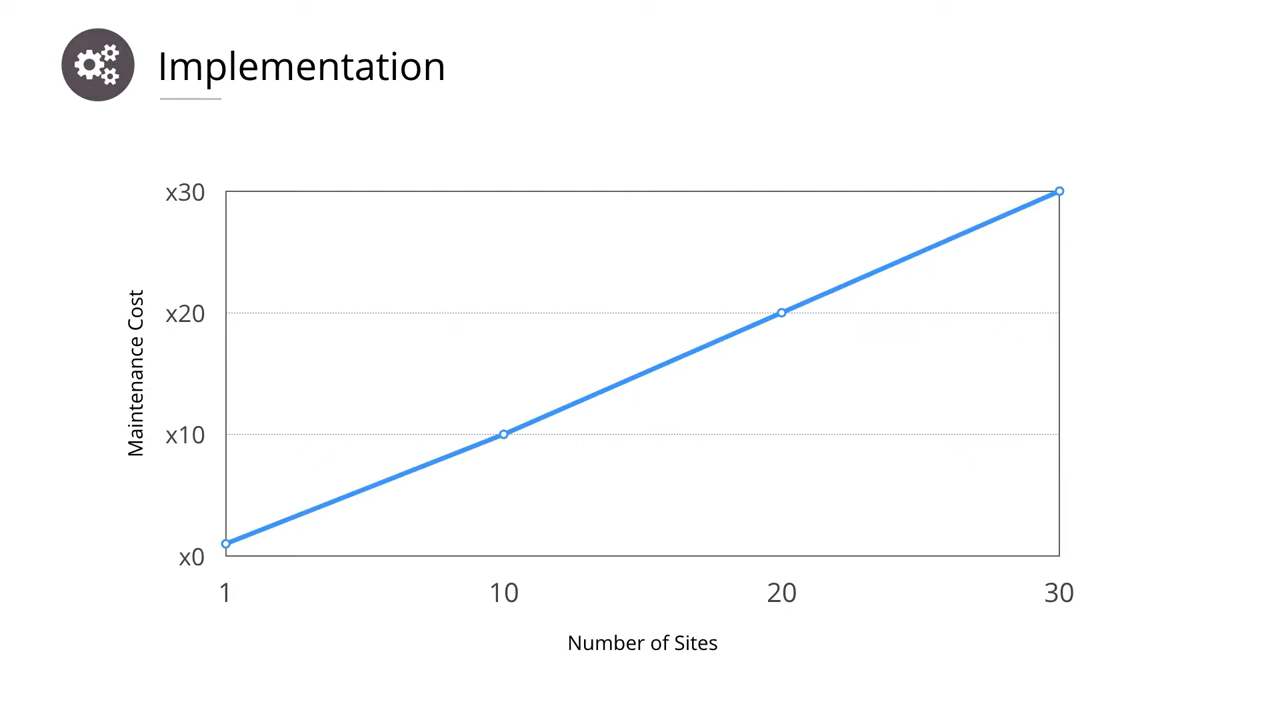 Implementation
x30
x20
x10
x0
Maintenance Cost
1 10 20 30
Number of Sites